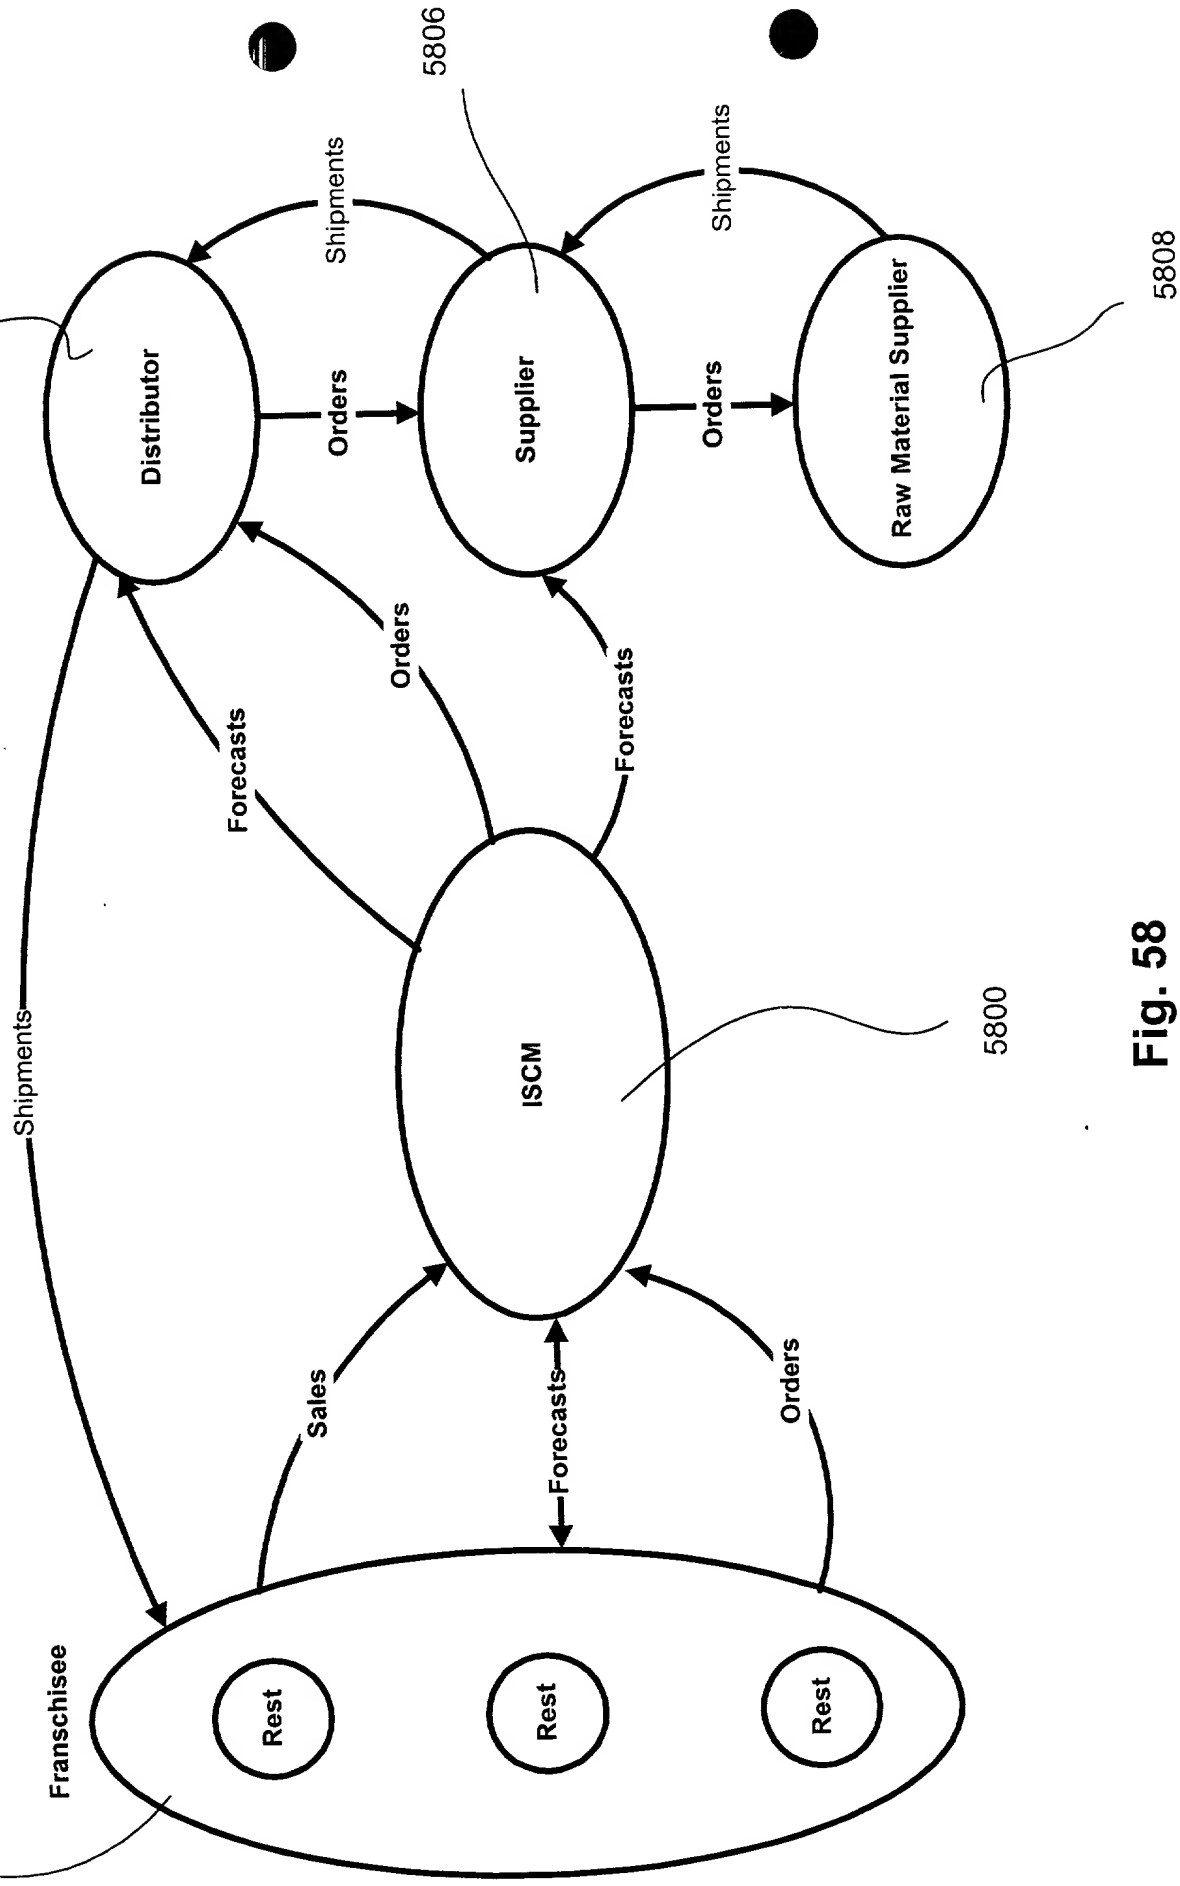 Shipments
Franschisee
Rest
Rest
Rest
Sales
Forecasts
Orders
ISCM
5800
Forecasts
Orders
Forecasts
Distributor
Orders
Shipments
Supplier
5806
Orders
Shipments
Raw Material Supplier
5808
Fig. 58